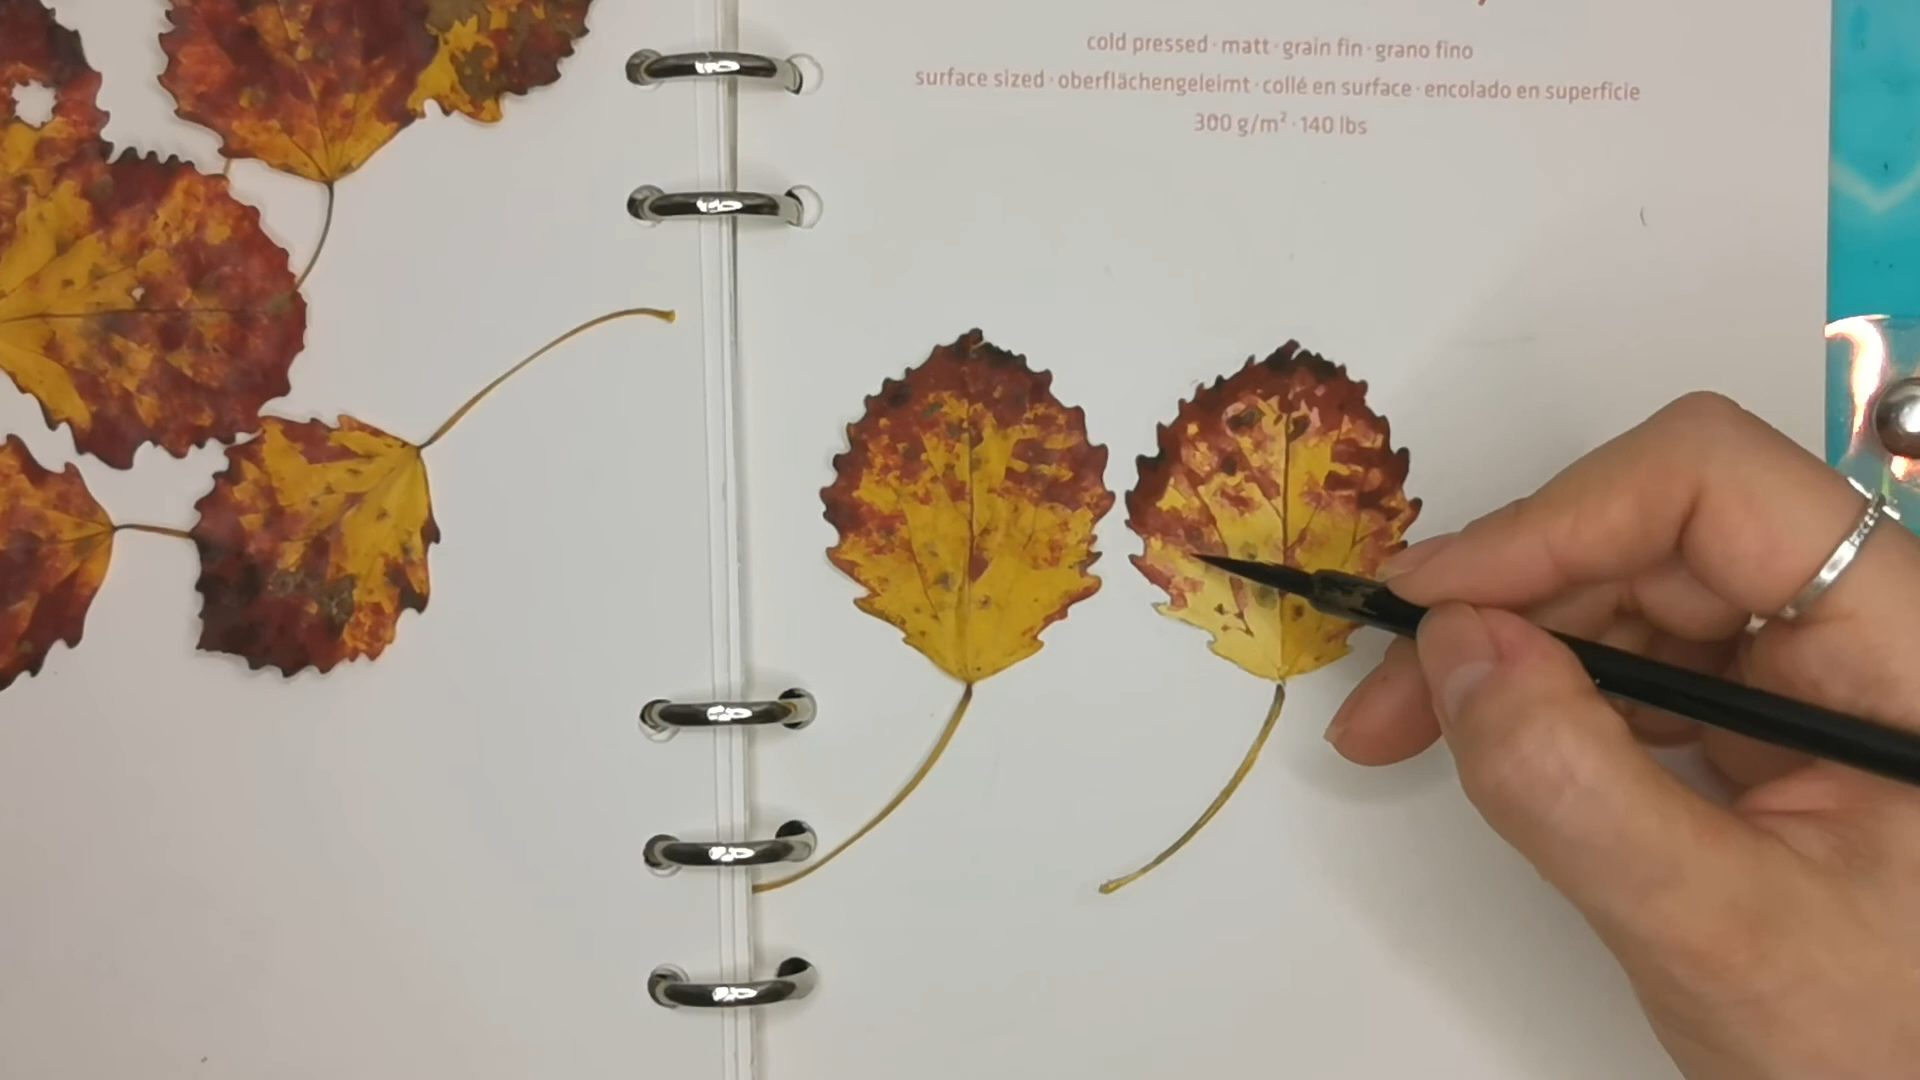 cold pressed · matt · grain fin · grano fino
surface sized · oberflächengeleimt · collé en surface · encolado en superficie
300 g/m² · 140 lbs